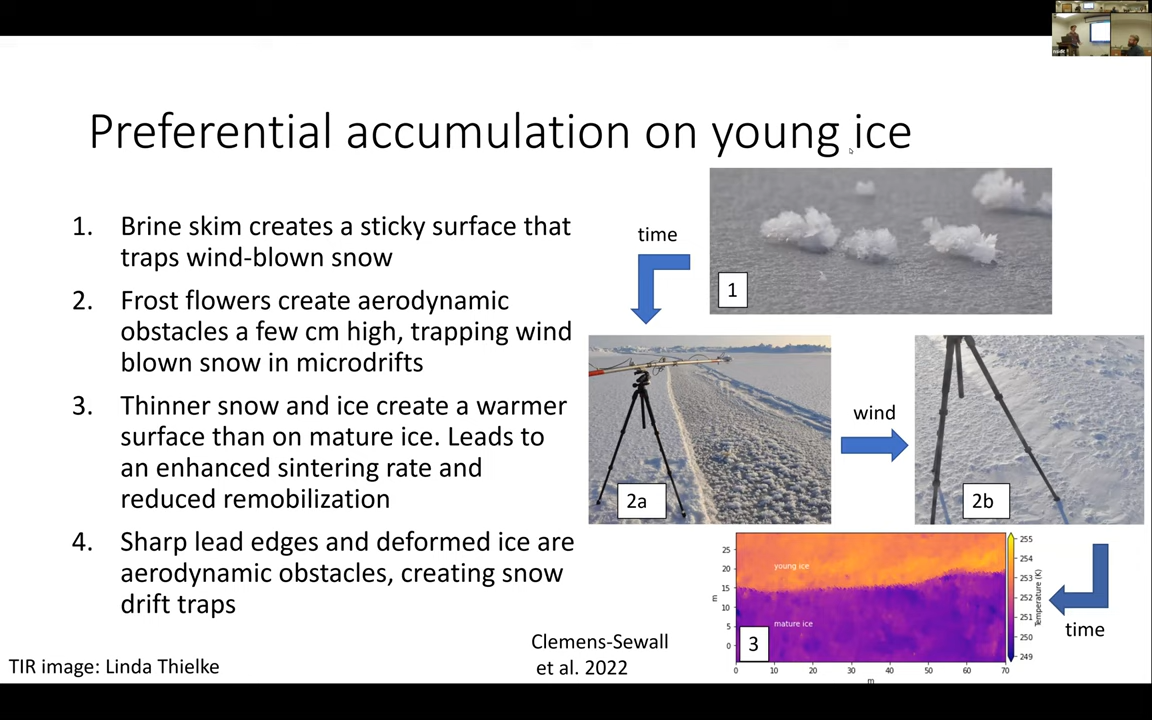 Preferential accumulation on young ice
1. Brine skim creates a sticky surface that
traps wind-blown snow
2. Frost flowers create aerodynamic
obstacles a few cm high, trapping wind
blown snow in microdrifts
3. Thinner snow and ice create a warmer
surface than on mature ice. Leads to
an enhanced sintering rate and
reduced remobilization
4. Sharp lead edges and deformed ice are
aerodynamic obstacles, creating snow
drift traps
TIR image: Linda Thielke
Clemens-Sewall
et al. 2022
time
1
2a
wind
2b
time
young ice
mature ice
3
25
20
15
10
5
0
m
0 10 20 30 40 50 60 70
m
255
254
253
252
251
250
249
Temperature (K)